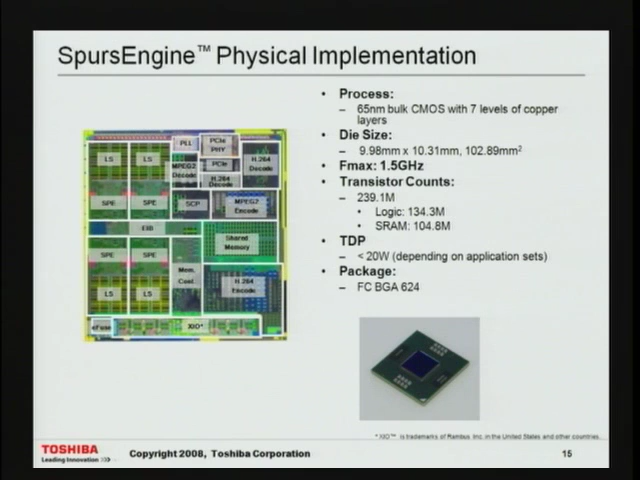 SpursEngine™ Physical Implementation
• Process:
– 65nm bulk CMOS with 7 levels of copper
layers
• Die Size:
– 9.98mm x 10.31mm, 102.89mm²
• Fmax: 1.5GHz
• Transistor Counts:
– 239.1M
• Logic: 134.3M
• SRAM: 104.8M
• TDP
– < 20W (depending on application sets)
• Package:
– FC BGA 624
LS
LS
PLL
PCIe
PHY
MPEG2
Decode
PCIe
H.264
Decode
H.264
Decode
SPE
SPE
SCP
MPEG2
Encode
EIB
Shared
Memory
SPE
SPE
Mem.
Cont.
H.264
Encode
LS
LS
eFuse
XIO*
* XIO™ is trademarks of Rambus Inc. in the United States and other countries.
TOSHIBA
Leading Innovation >>>
Copyright 2008, Toshiba Corporation
15